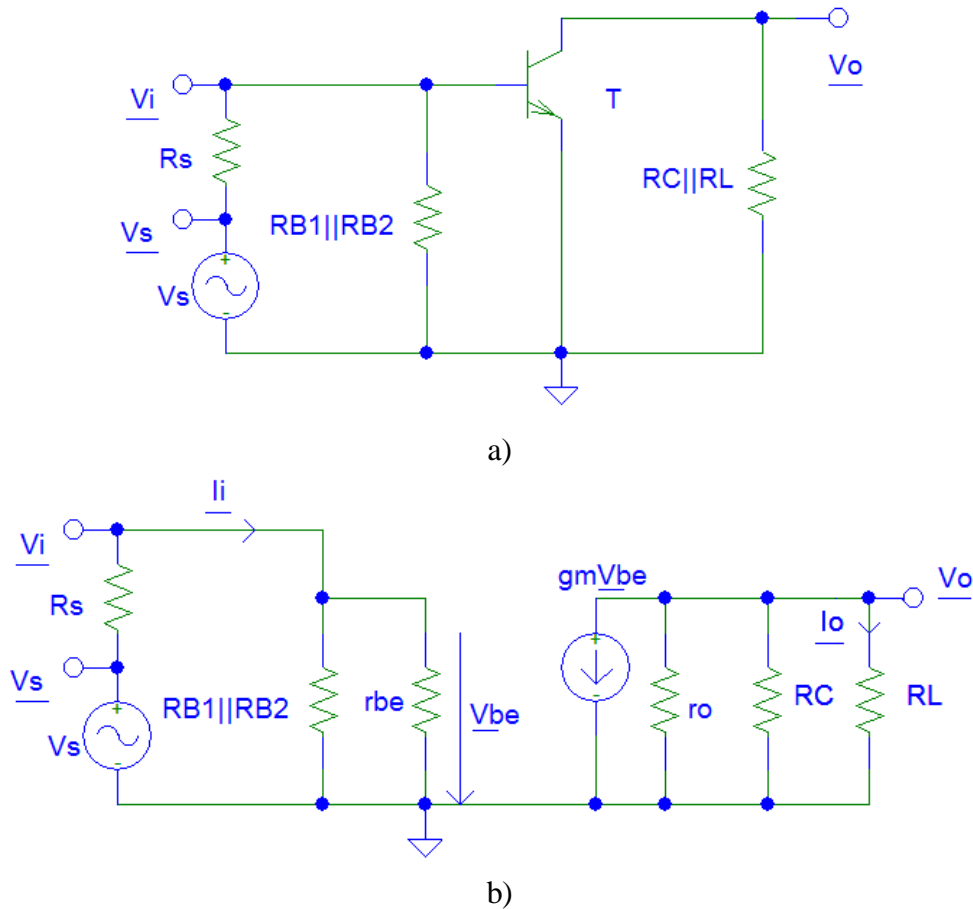 Vi
Vo
T
Rs
RC||RL
RB1||RB2
Vs
Vs
+
-
a)
Ii
Vi
gmVbe
Vo
Rs
Io
+
-
Vs
RB1||RB2
rbe
Vbe
ro
RC
RL
Vs
+
-
b)